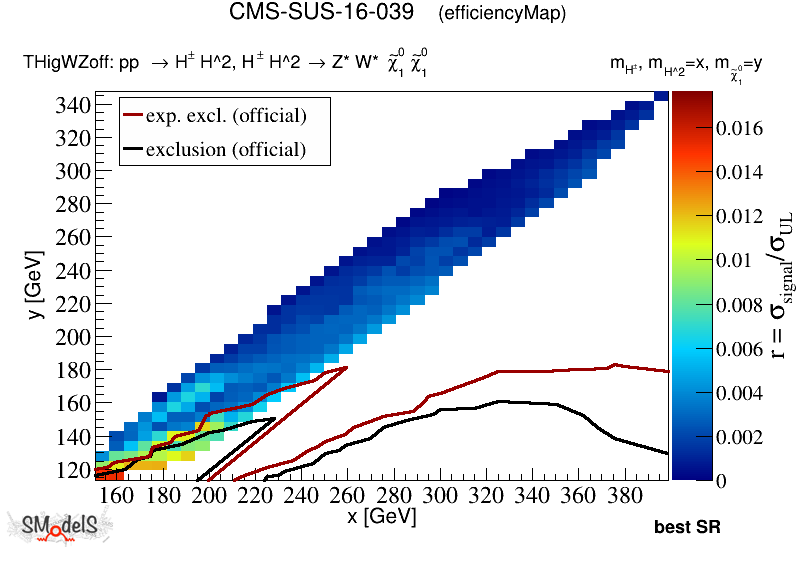 CMS-SUS-16-039 (efficiencyMap)
THigWZoff: pp → H± H^2, H± H^2 → Z* W* χ̃₁⁰ χ̃₁⁰
m_H±, m_H^2=x, m_χ̃₁⁰=y
exp. excl. (official)
exclusion (official)
340
320
300
280
260
240
220
200
180
160
140
120
y [GeV]
160 180 200 220 240 260 280 300 320 340 360 380
x [GeV]
0.016
0.014
0.012
0.01
0.008
0.006
0.004
0.002
0
r = σ_signal/σ_UL
SModelS
best SR